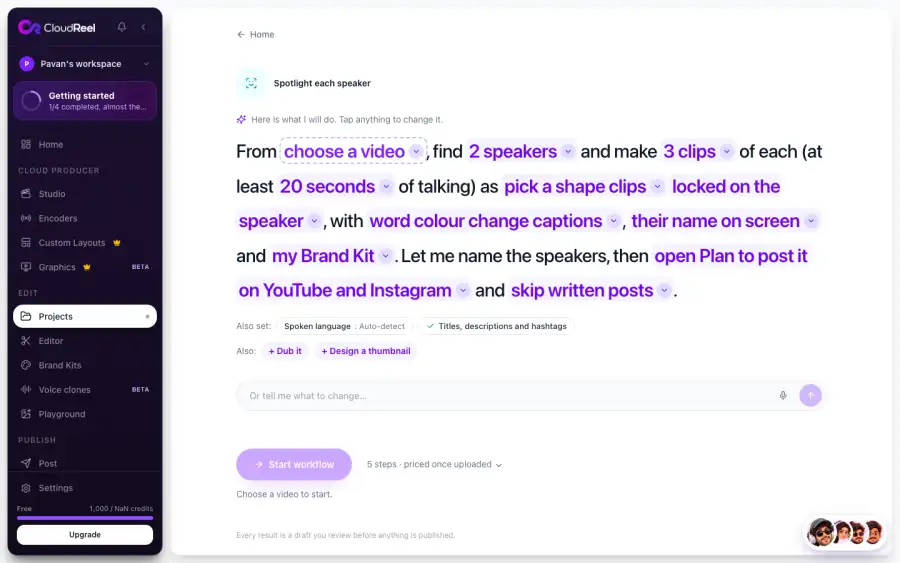 CloudReel
P Pavan's workspace
Getting started
1/4 completed, almost the...
Home
CLOUD PRODUCER
Studio
Encoders
Custom Layouts
Graphics BETA
EDIT
Projects
Editor
Brand Kits
Voice clones BETA
Playground
PUBLISH
Post
Settings
Free 1,000 / NaN credits
Upgrade
Home
Spotlight each speaker
Here is what I will do. Tap anything to change it.
From choose a video, find 2 speakers and make 3 clips of each (at
least 20 seconds of talking) as pick a shape clips locked on the
speaker, with word colour change captions, their name on screen
and my Brand Kit. Let me name the speakers, then open Plan to post it
on YouTube and Instagram and skip written posts.
Also set: Spoken language : Auto-detect Titles, descriptions and hashtags
Also: + Dub it + Design a thumbnail
Or tell me what to change...
Start workflow 5 steps · priced once uploaded
Choose a video to start.
Every result is a draft you review before anything is published.